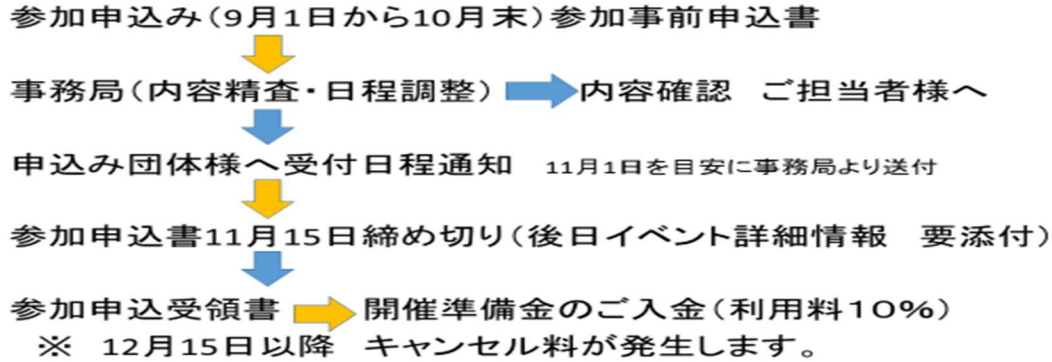 参加申込み(9月1日から10月末)参加事前申込書
事務局(内容精査・日程調整) 内容確認 ご担当者様へ
申込み団体様へ受付日程通知 11月1日を目安に事務局より送付
参加申込書11月15日締め切り(後日イベント詳細情報 要添付)
参加申込受領書 開催準備金のご入金(利用料10%)
※ 12月15日以降 キャンセル料が発生します。